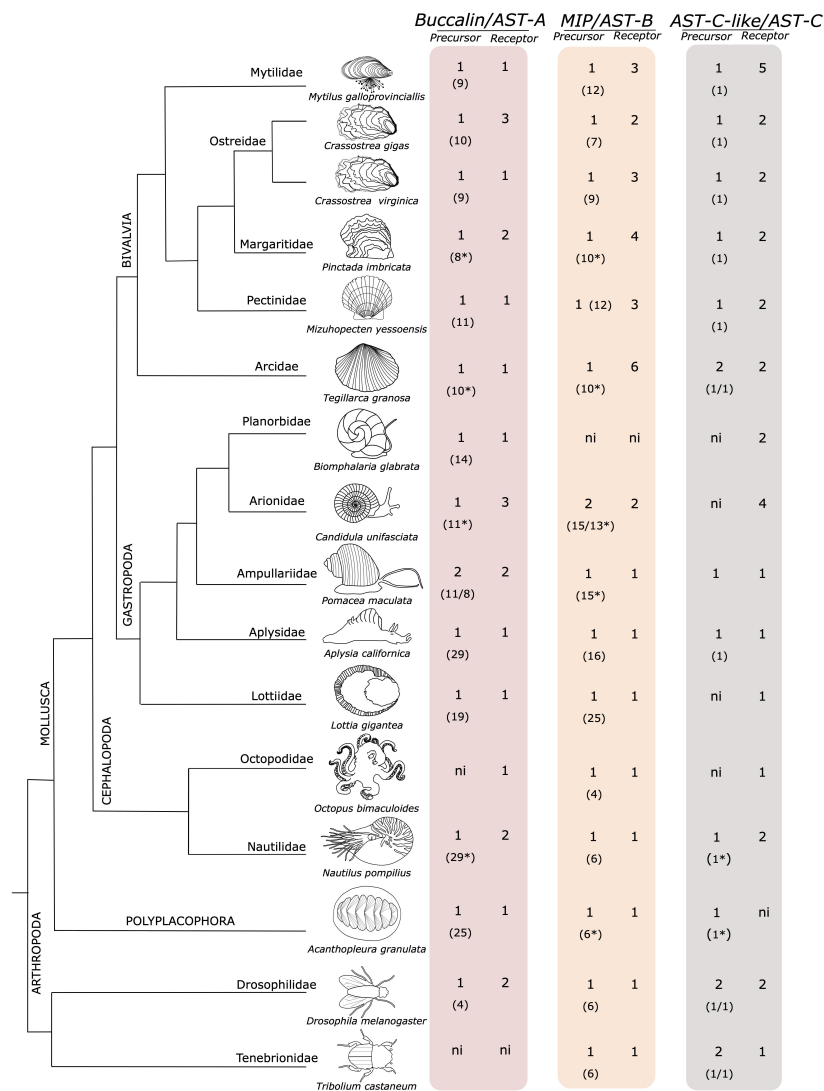 Buccalin/AST-A MIP/AST-B AST-C-like/AST-C
Precursor Receptor Precursor Receptor Precursor Receptor
Mytilidae 1 1 1 3 1 5
(9) (12) (1)
Mytilus galloprovinciallis
Ostreidae
1 3 1 2 1 2
Crassostrea gigas (10) (7) (1)
1 1 1 3 1 2
Crassostrea virginica (9) (9) (1)
BIVALVIA
Margaritidae 1 2 1 4 1 2
(8*) (10*) (1)
Pinctada imbricata
Pectinidae 1 1 1 (12) 3 1 2
Mizuhopecten yessoensis (11) (1)
Arcidae 1 1 1 6 2 2
(10*) (10*) (1/1)
Tegillarca granosa
Planorbidae
1 1 ni ni ni 2
Biomphalaria glabrata (14)
Arionidae 1 3 2 2 ni 4
(11*) (15/13*)
Candidula unifasciata
GASTROPODA
Ampullariidae 2 2 1 1 1 1
Pomacea maculata (11/8) (15*)
Aplysidae 1 1 1 1 1 1
Aplysia californica (29) (16) (1)
MOLLUSCA
Lottiidae 1 1 1 1 ni 1
(19) (25)
Lottia gigantea
CEPHALOPODA
Octopodidae ni 1 1 1 ni 1
(4)
Octopus bimaculoides
Nautilidae 1 2 1 1 1 2
(29*) (6) (1*)
Nautilus pompilius
POLYPLACOPHORA 1 1 1 1 1 ni
(25) (6*) (1*)
Acanthopleura granulata
ARTHROPODA
Drosophilidae 1 2 1 1 2 2
(4) (6) (1/1)
Drosophila melanogaster
Tenebrionidae ni ni 1 1 2 1
(6) (1/1)
Tribolium castaneum